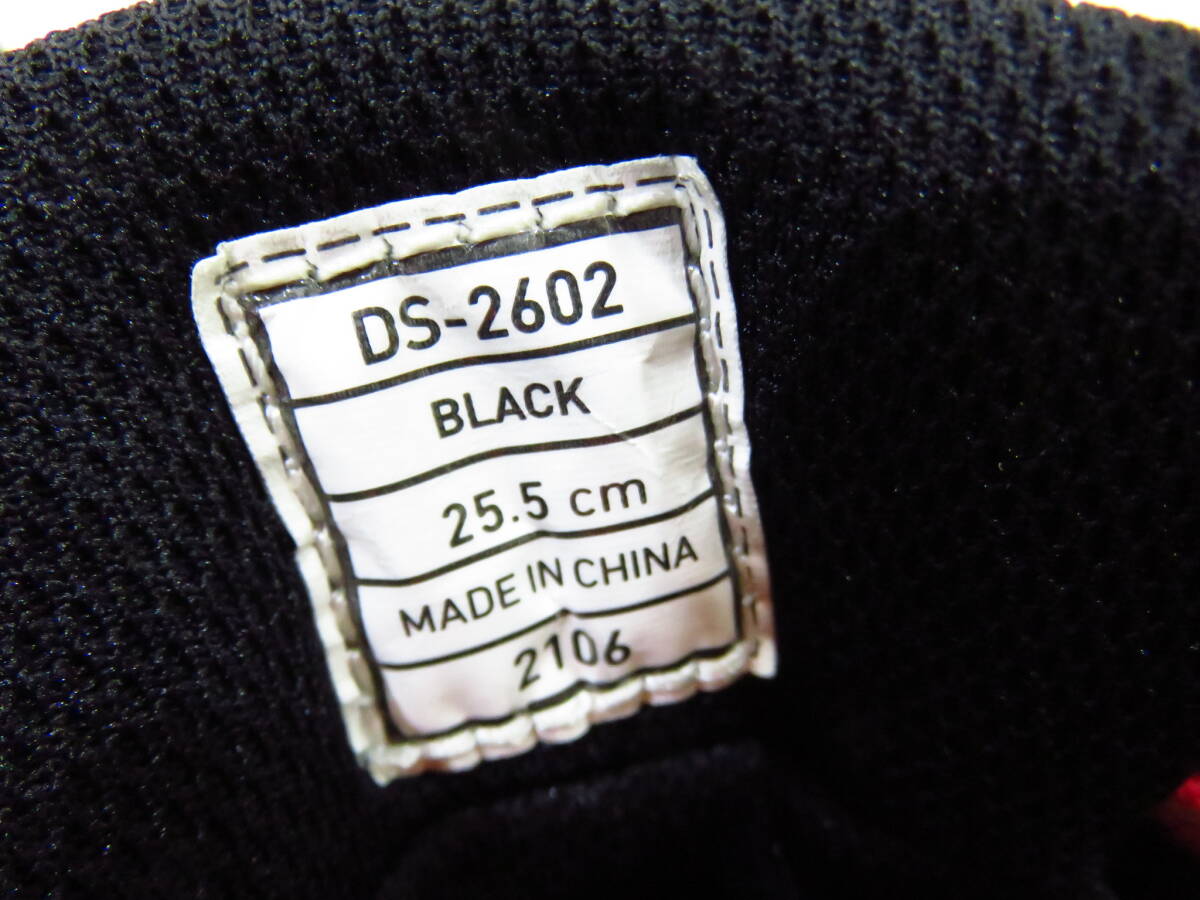 DS-2602
BLACK
25.5 cm
MADE IN CHINA
2106